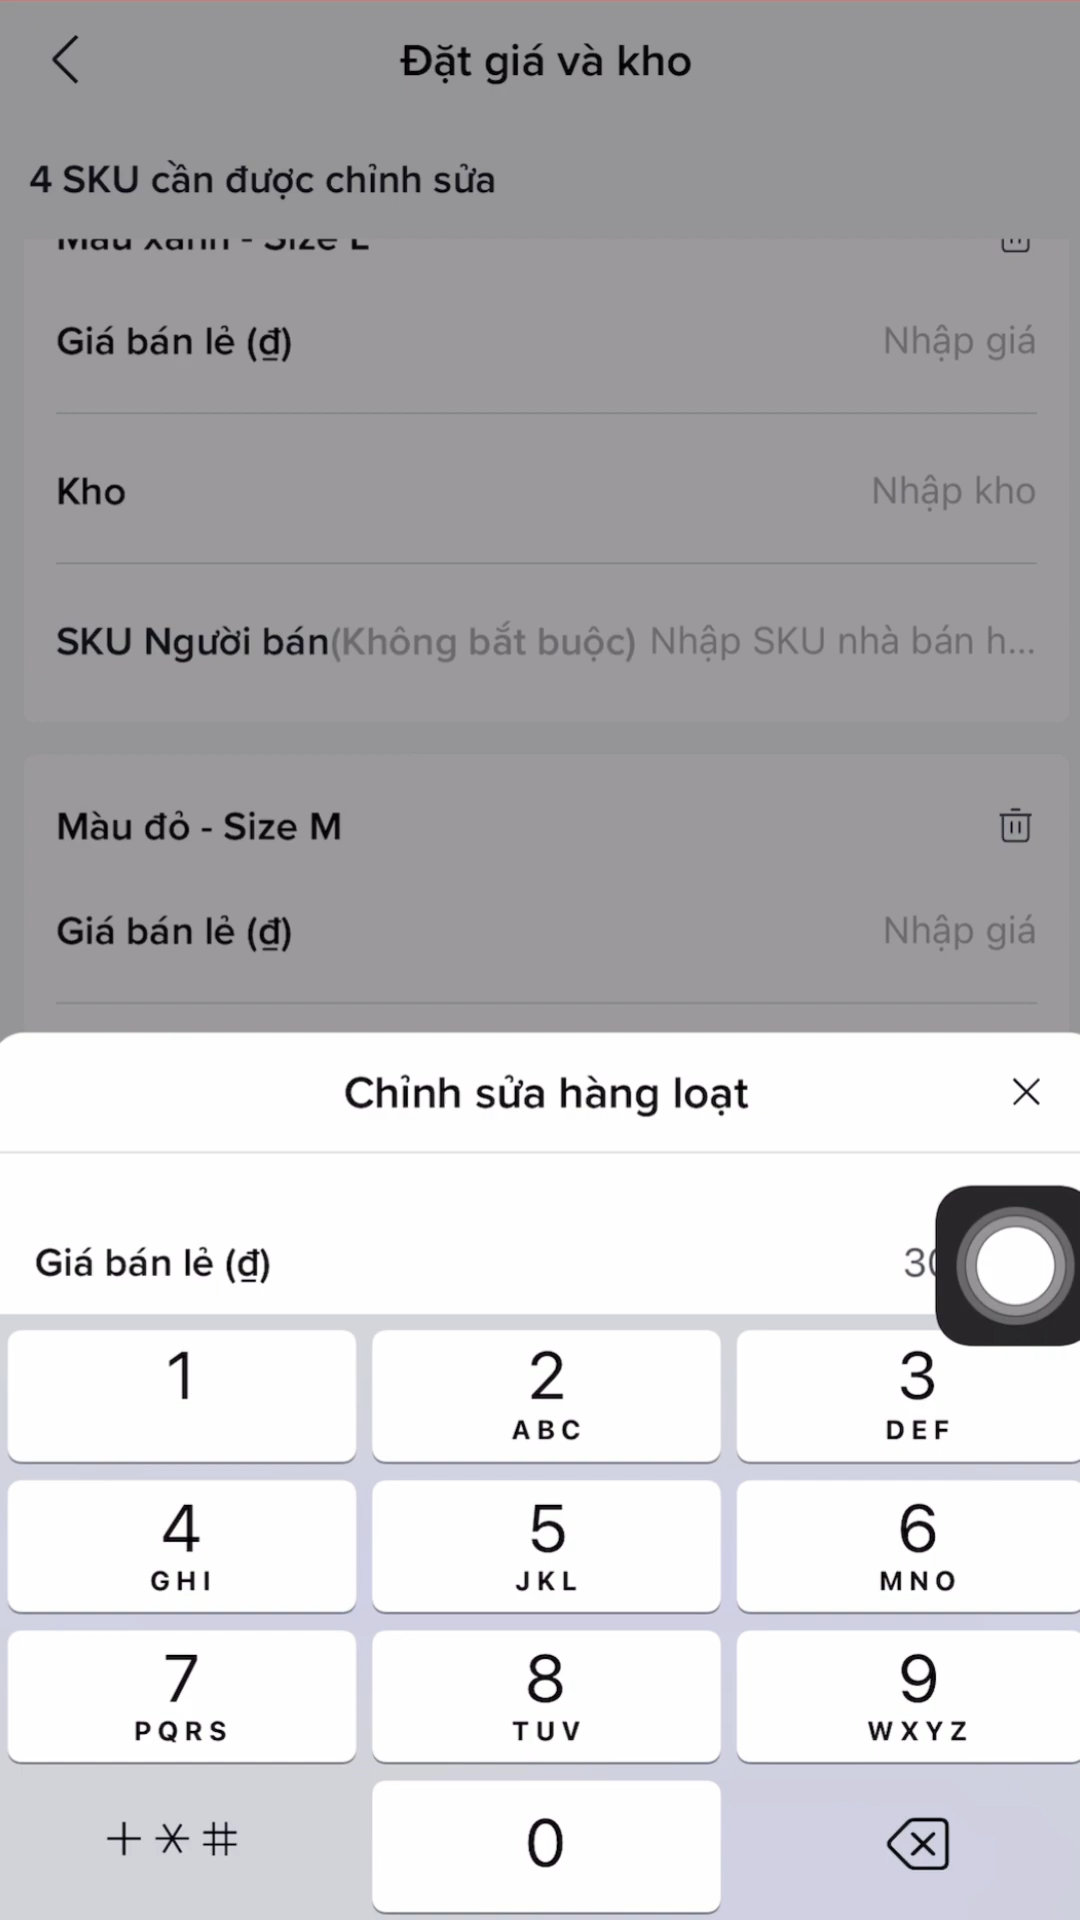 Đặt giá và kho
4 SKU cần được chỉnh sửa
Màu xanh - Size L
Giá bán lẻ (₫)
Nhập giá
Kho
Nhập kho
SKU Người bán(Không bắt buộc) Nhập SKU nhà bán h...
Màu đỏ - Size M
Giá bán lẻ (₫)
Nhập giá
Chỉnh sửa hàng loạt
Giá bán lẻ (₫)
1
2
3
ABC
DEF
4
5
6
GHI
JKL
MNO
7
8
9
PQRS
TUV
WXYZ
+*#
0